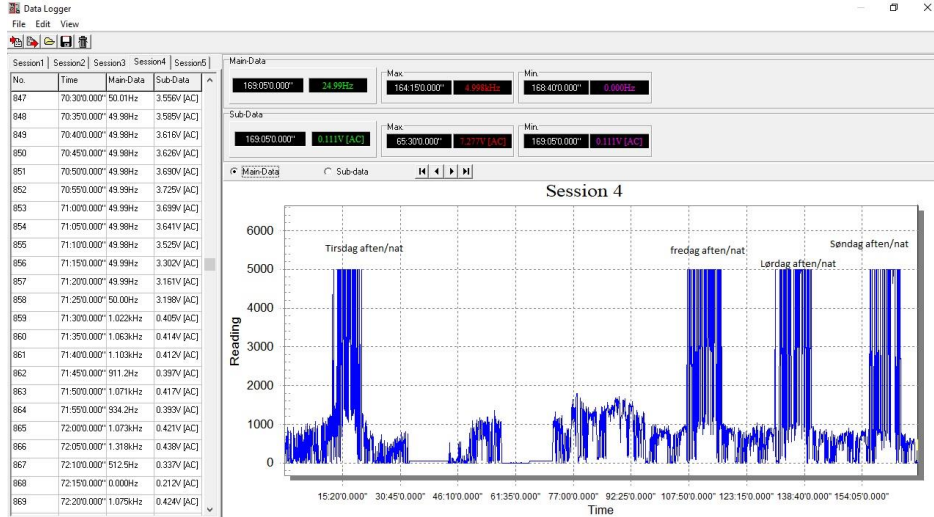 Data Logger
File Edit View
Session1 Session2 Session3 Session4 Session5
No. Time Main-Data Sub-Data
847 70:30'0.000" 50.01Hz 3.556V [AC]
848 70:35'0.000" 49.98Hz 3.585V [AC]
849 70:40'0.000" 49.98Hz 3.616V [AC]
850 70:45'0.000" 49.98Hz 3.626V [AC]
851 70:50'0.000" 49.98Hz 3.690V [AC]
852 70:55'0.000" 49.99Hz 3.725V [AC]
853 71:00'0.000" 49.99Hz 3.699V [AC]
854 71:05'0.000" 49.98Hz 3.641V [AC]
855 71:10'0.000" 49.98Hz 3.525V [AC]
856 71:15'0.000" 49.99Hz 3.302V [AC]
857 71:20'0.000" 49.99Hz 3.161V [AC]
858 71:25'0.000" 50.00Hz 3.198V [AC]
859 71:30'0.000" 1.022kHz 0.405V [AC]
860 71:35'0.000" 1.063kHz 0.414V [AC]
861 71:40'0.000" 1.103kHz 0.412V [AC]
862 71:45'0.000" 911.2Hz 0.397V [AC]
863 71:50'0.000" 1.071kHz 0.417V [AC]
864 71:55'0.000" 934.2Hz 0.393V [AC]
865 72:00'0.000" 1.073kHz 0.421V [AC]
866 72:05'0.000" 1.318kHz 0.438V [AC]
867 72:10'0.000" 512.5Hz 0.337V [AC]
868 72:15'0.000" 0.000Hz 0.212V [AC]
869 72:20'0.000" 1.075kHz 0.424V [AC]
Main-Data
169:05'0.000" 24.99Hz
Max.
164:15'0.000" 4.998kHz
Min.
168:40'0.000" 0.000Hz
Sub-Data
169:05'0.000" 0.111V [AC]
Max.
65:30'0.000" 7.277V [AC]
Min.
169:05'0.000" 0.111V [AC]
Main-Data Sub-data
Session 4
Tirsdag aften/nat
fredag aften/nat
Lørdag aften/nat
Søndag aften/nat
6000
5000
4000
3000
2000
1000
0
Reading
15:20'0.000" 30:45'0.000" 46:10'0.000" 61:35'0.000" 77:00'0.000" 92:25'0.000" 107:50'0.000" 123:15'0.000" 138:40'0.000" 154:05'0.000"
Time